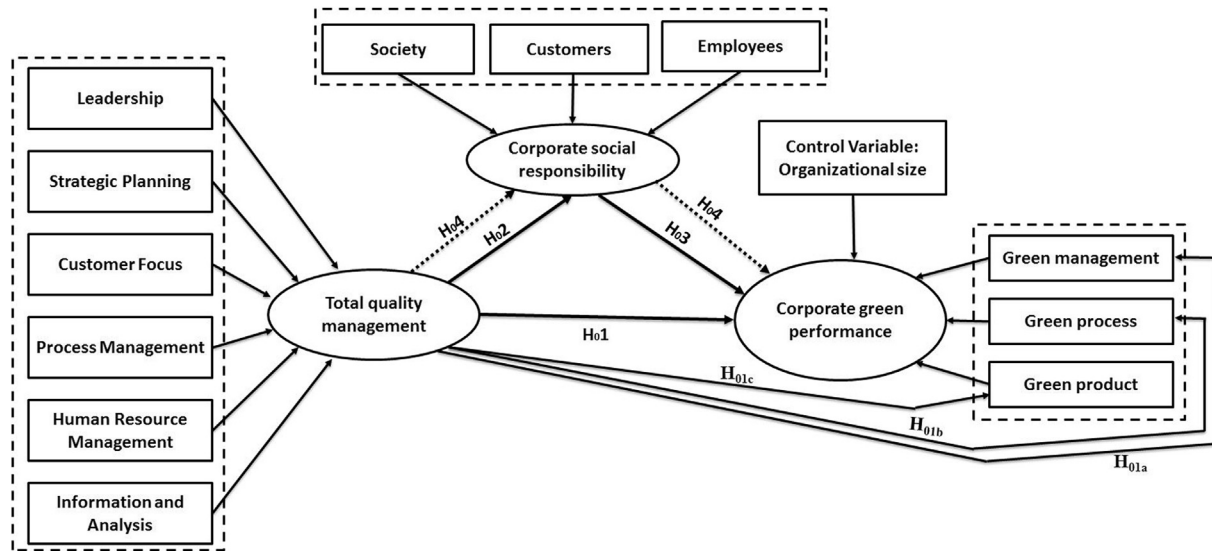 Society
Customers
Employees
Leadership
Strategic Planning
Customer Focus
Process Management
Human Resource
Management
Information and
Analysis
Corporate social
responsibility
Control Variable:
Organizational size
H₀4
H₀2
H₀3
H₀4
Total quality
management
H₀1
Corporate green
performance
Green management
Green process
Green product
H₀₁c
H₀₁b
H₀₁a